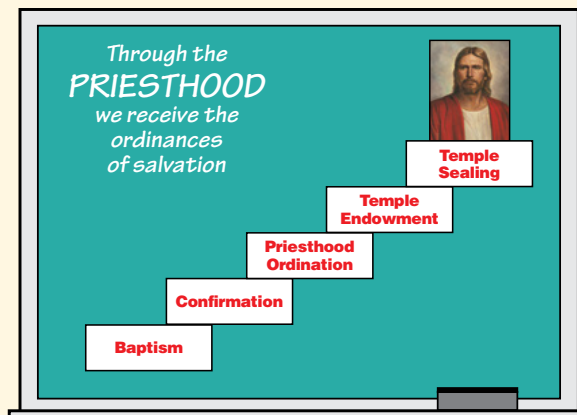 Through the
PRIESTHOOD
we receive the
ordinances
of salvation
Temple
Sealing
Temple
Endowment
Priesthood
Ordination
Confirmation
Baptism